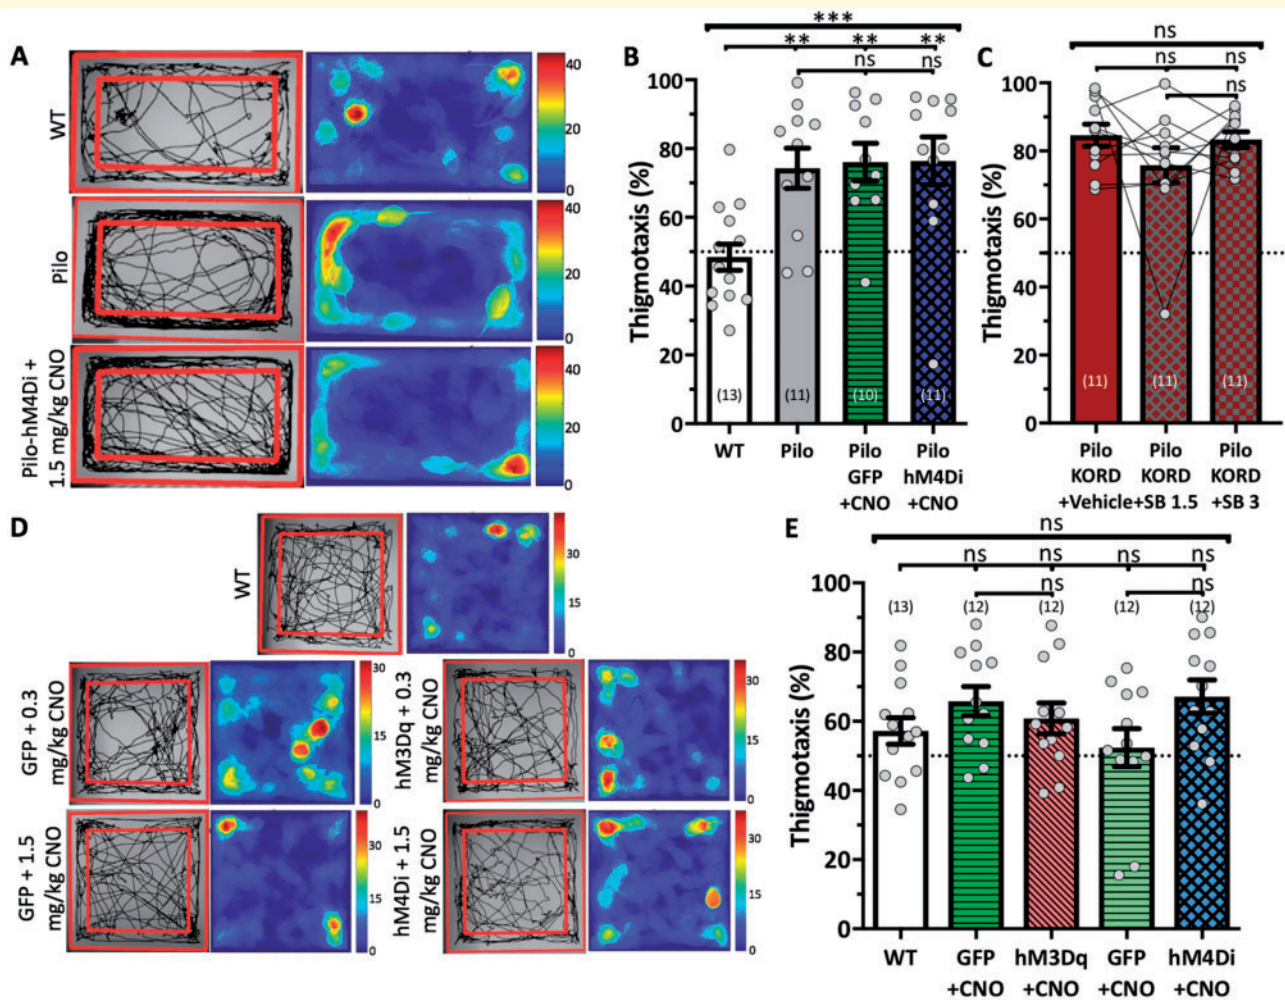 A
WT
40
20
0
Pilo
40
20
0
Pilo-hM4Di +
1.5 mg/kg CNO
40
20
0
B
***
** ** **
ns ns
Thigmotaxis (%)
100
80
60
40
20
0
(13) (11) (10) (11)
WT Pilo Pilo Pilo
GFP hM4Di
+CNO +CNO
C
ns
ns ns
ns
Thigmotaxis (%)
100
80
60
40
20
0
(11) (11) (11)
Pilo Pilo Pilo
KORD KORD KORD
+Vehicle +SB 1.5 +SB 3
D
WT
30
15
0
GFP + 0.3
mg/kg CNO
30
15
0
hM3Dq + 0.3
mg/kg CNO
30
15
0
GFP + 1.5
mg/kg CNO
30
15
0
hM4Di + 1.5
mg/kg CNO
30
15
0
E
ns
ns ns ns ns
ns ns
Thigmotaxis (%)
100
80
60
40
20
0
(13) (12) (12) (12) (12)
WT GFP hM3Dq GFP hM4Di
+CNO +CNO +CNO +CNO